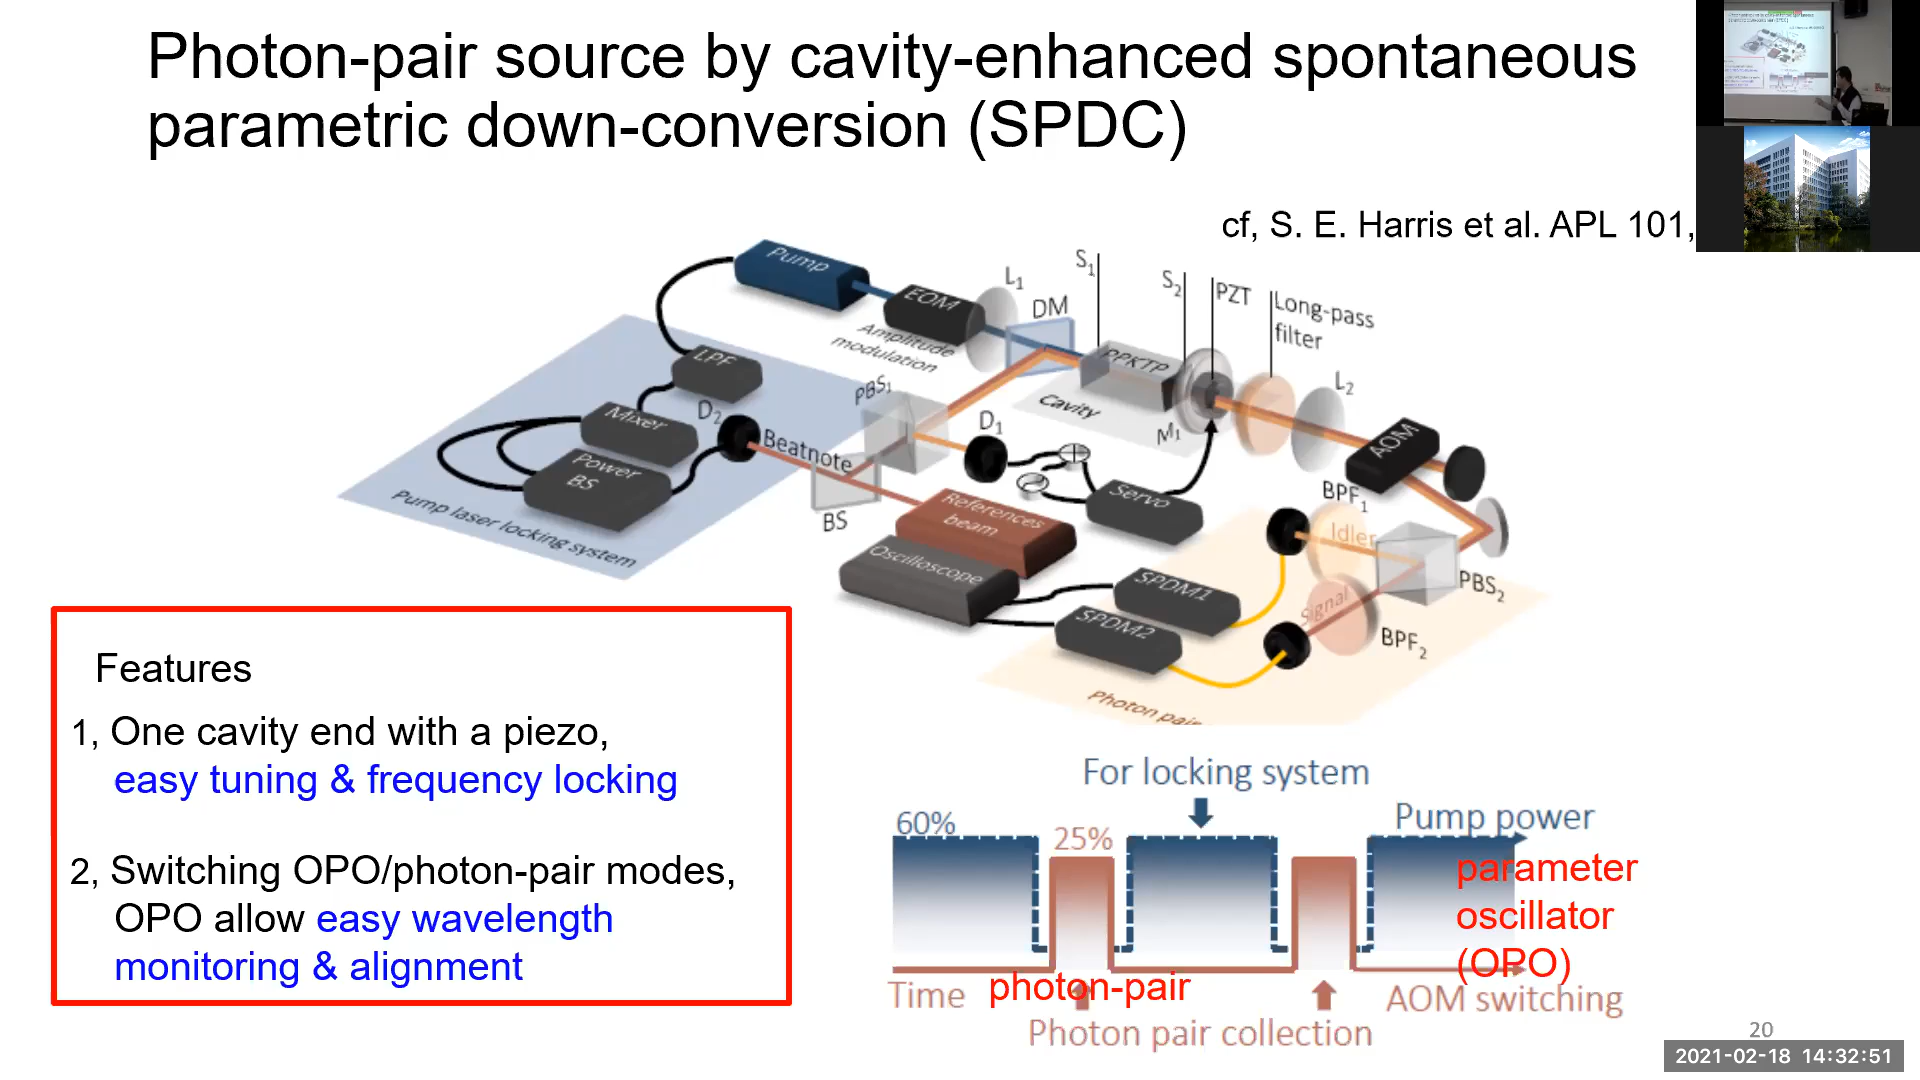 Photon-pair source by cavity-enhanced spontaneous
parametric down-conversion (SPDC)
cf, S. E. Harris et al. APL 101,
Pump
EOM
Amplitude
modulation
L1
DM
S1
S2
PZT
Long-pass
filter
PPKTP
Cavity
M1
L2
AOM
LPF
Mixer
Power
BS
D2
Beatnote
PBS1
D1
BS
Pump laser locking system
References
beam
Servo
Oscilloscope
SPDM1
SPDM2
BPF1
Idler
Signal
PBS2
BPF2
Photon pair
Features
1, One cavity end with a piezo,
easy tuning & frequency locking
2, Switching OPO/photon-pair modes,
OPO allow easy wavelength
monitoring & alignment
For locking system
60%
25%
Pump power
parameter
oscillator
(OPO)
Time
photon-pair
AOM switching
Photon pair collection
20
2021-02-18 14:32:51